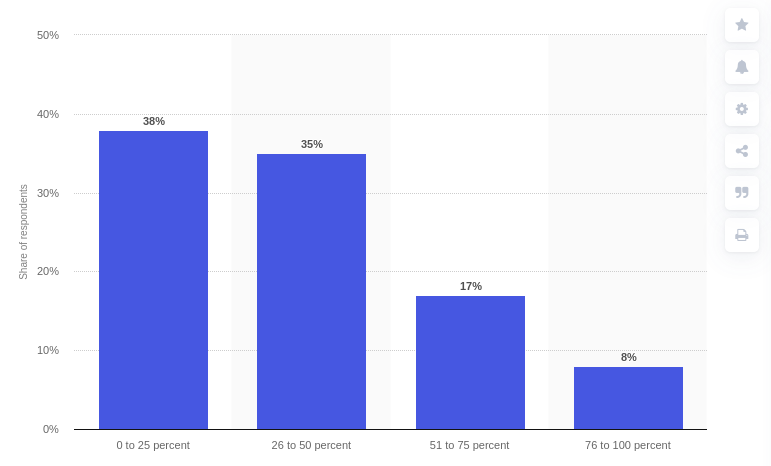 50%
40%
30%
20%
10%
0%
Share of respondents
38%
35%
17%
8%
0 to 25 percent
26 to 50 percent
51 to 75 percent
76 to 100 percent